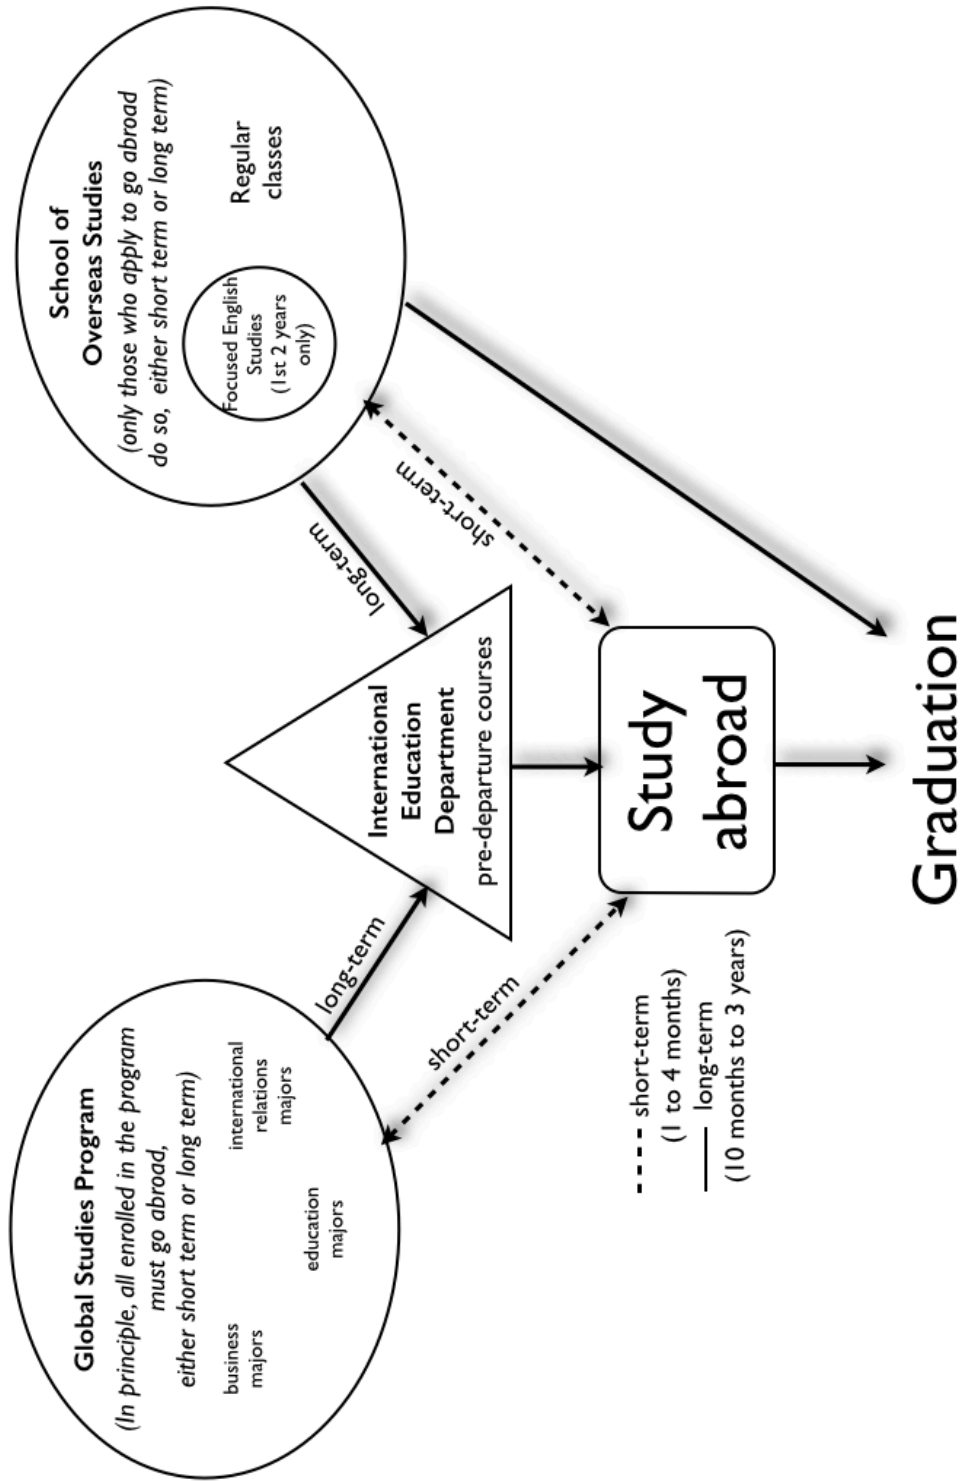 Global Studies Program
(In principle, all enrolled in the program
must go abroad,
either short term or long term)
business
majors
education
majors
international
relations
majors
School of
Overseas Studies
(only those who apply to go abroad
do so, either short term or long term)
Focused English
Studies
(1st 2 years
only)
Regular
classes
long-term
long-term
International
Education
Department
pre-departure courses
short-term
short-term
Study
abroad
short-term
(1 to 4 months)
long-term
(10 months to 3 years)
Graduation